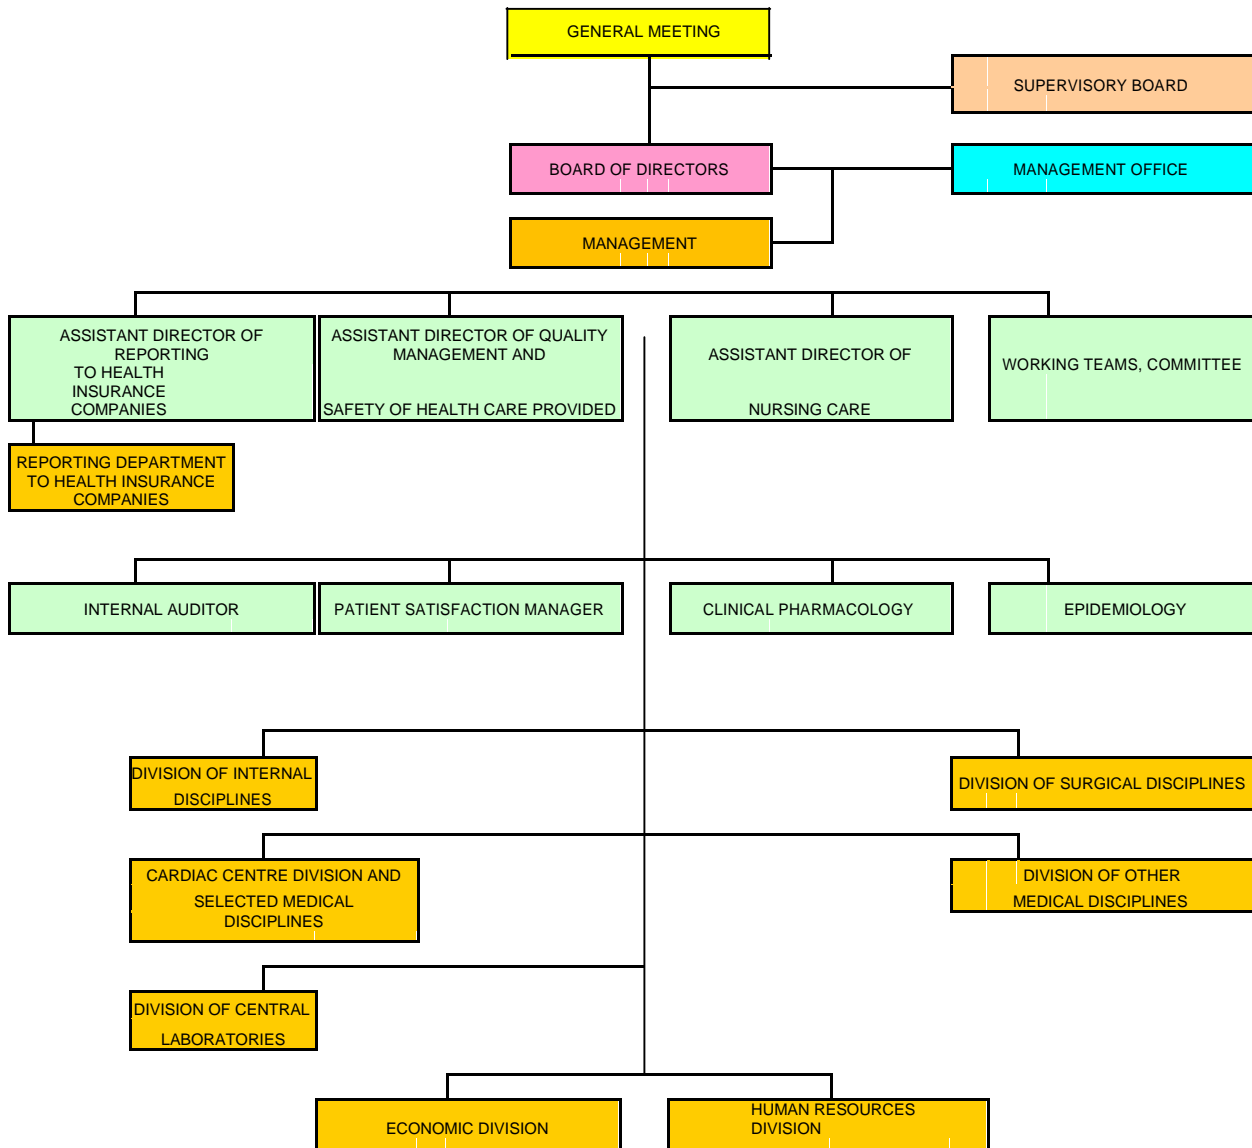 GENERAL MEETING
SUPERVISORY BOARD
BOARD OF DIRECTORS
MANAGEMENT OFFICE
MANAGEMENT
ASSISTANT DIRECTOR OF
REPORTING
TO HEALTH
INSURANCE
COMPANIES
ASSISTANT DIRECTOR OF QUALITY
MANAGEMENT AND
SAFETY OF HEALTH CARE PROVIDED
ASSISTANT DIRECTOR OF
NURSING CARE
WORKING TEAMS, COMMITTEE
REPORTING DEPARTMENT
TO HEALTH INSURANCE
COMPANIES
INTERNAL AUDITOR
PATIENT SATISFACTION MANAGER
CLINICAL PHARMACOLOGY
EPIDEMIOLOGY
DIVISION OF INTERNAL
DISCIPLINES
DIVISION OF SURGICAL DISCIPLINES
CARDIAC CENTRE DIVISION AND
SELECTED MEDICAL
DISCIPLINES
DIVISION OF OTHER
MEDICAL DISCIPLINES
DIVISION OF CENTRAL
LABORATORIES
ECONOMIC DIVISION
HUMAN RESOURCES
DIVISION